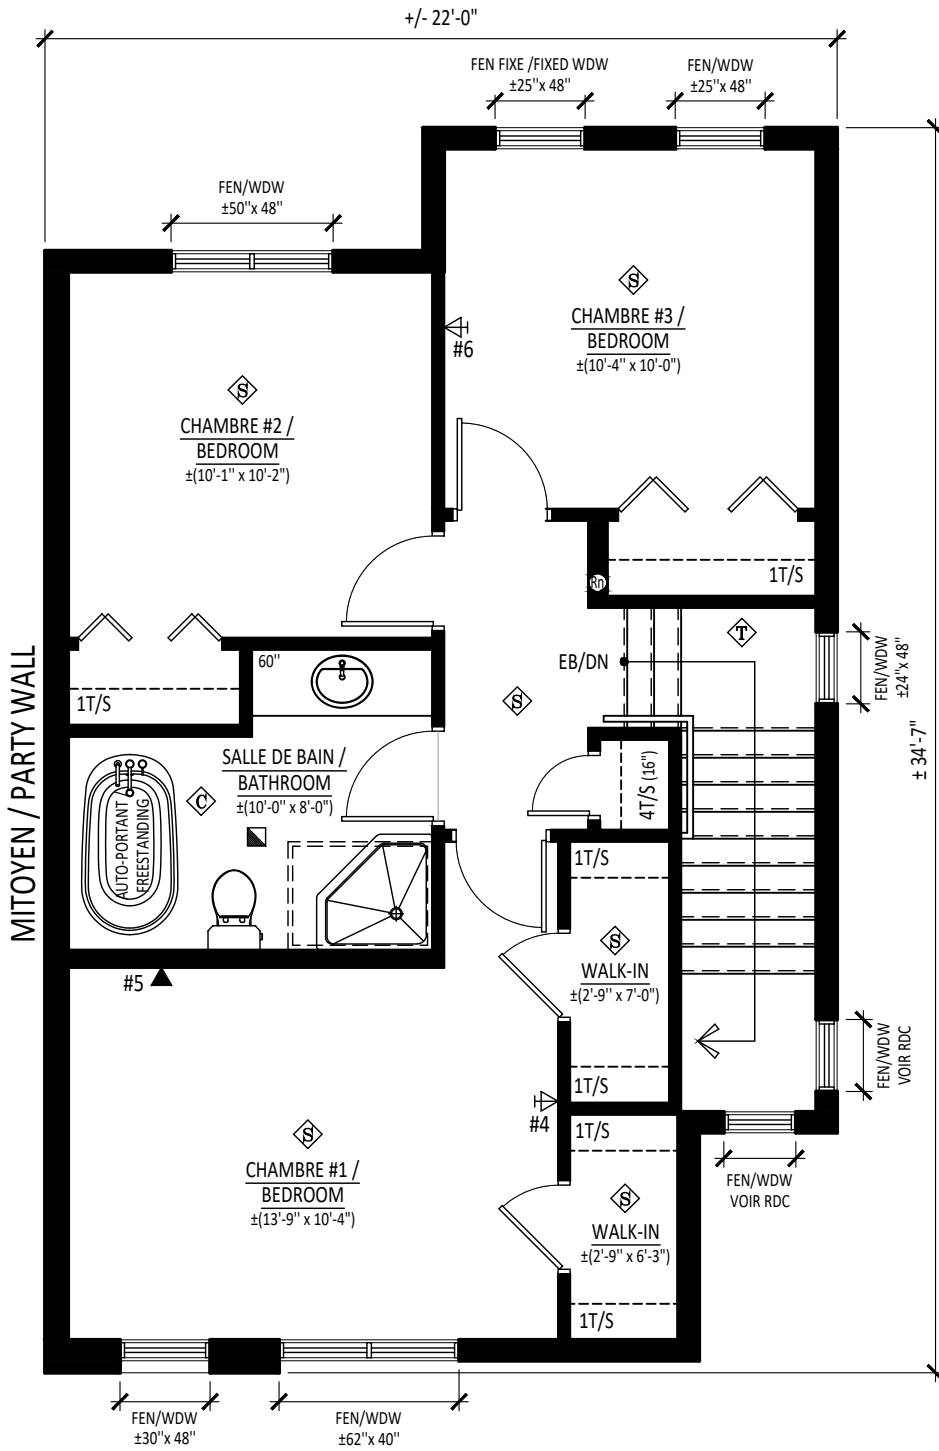 +/- 22'-0"
FEN FIXE /FIXED WDW
±25"x 48"
FEN/WDW
±25"x 48"
FEN/WDW
±50"x 48"
S
CHAMBRE #3 /
BEDROOM
±(10'-4" x 10'-0")
#6
S
CHAMBRE #2 /
BEDROOM
±(10'-1" x 10'-2")
1T/S
Rn
T
EB/DN
FEN/WDW
±24"x 48"
± 34'-7"
MITOYEN / PARTY WALL
60"
1T/S
S
SALLE DE BAIN /
BATHROOM
±(10'-0" x 8'-0")
C
AUTO-PORTANT
FREESTANDING
4T/S (16")
1T/S
S
WALK-IN
±(2'-9" x 7'-0")
1T/S
#5
FEN/WDW
VOIR RDC
#4
1T/S
S
CHAMBRE #1 /
BEDROOM
±(13'-9" x 10'-4")
FEN/WDW
VOIR RDC
S
WALK-IN
±(2'-9" x 6'-3")
1T/S
FEN/WDW
±30"x 48"
FEN/WDW
±62"x 40"